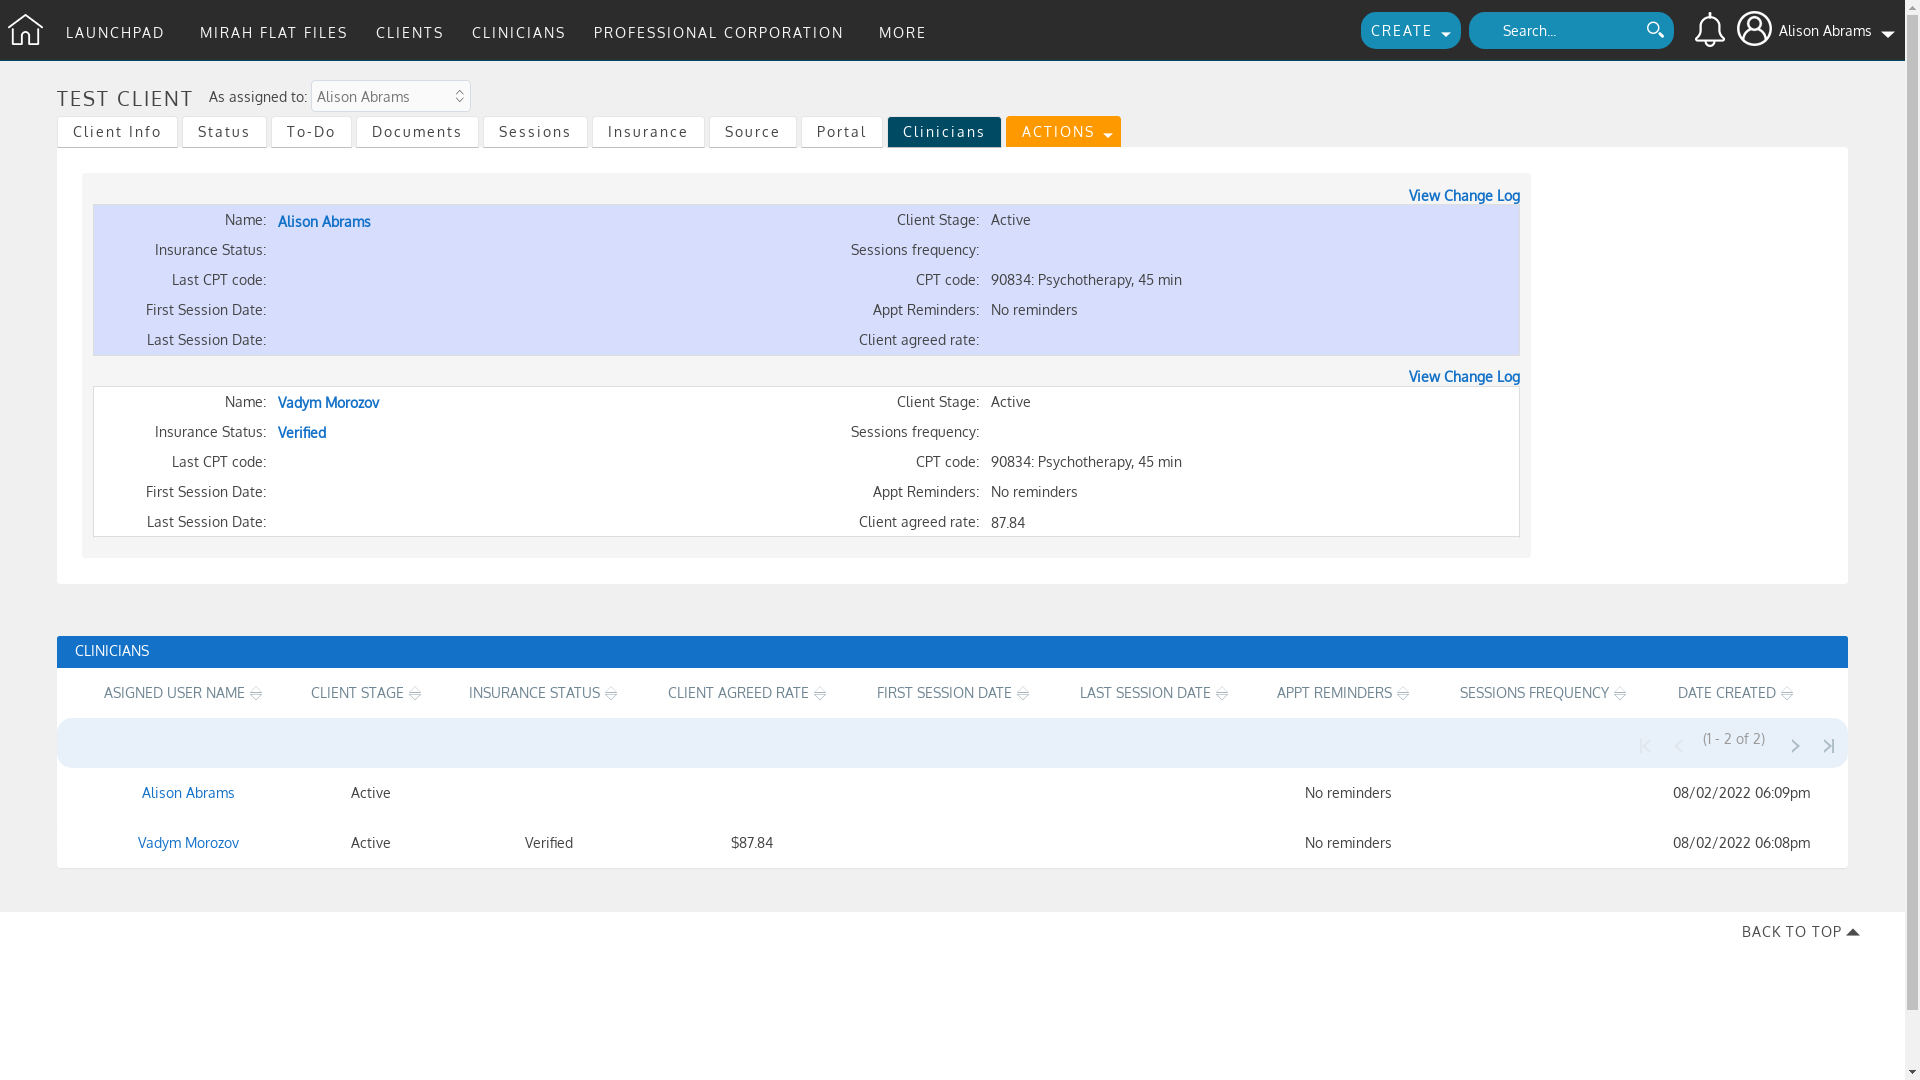 LAUNCHPAD MIRAH FLAT FILES CLIENTS CLINICIANS PROFESSIONAL CORPORATION MORE CREATE Search... Alison Abrams
TEST CLIENT As assigned to: Alison Abrams
Client Info Status To-Do Documents Sessions Insurance Source Portal Clinicians ACTIONS
View Change Log
Name: Alison Abrams Client Stage: Active
Insurance Status: Sessions frequency:
Last CPT code: CPT code: 90834: Psychotherapy, 45 min
First Session Date: Appt Reminders: No reminders
Last Session Date: Client agreed rate:
View Change Log
Name: Vadym Morozov Client Stage: Active
Insurance Status: Verified Sessions frequency:
Last CPT code: CPT code: 90834: Psychotherapy, 45 min
First Session Date: Appt Reminders: No reminders
Last Session Date: Client agreed rate: 87.84
CLINICIANS
ASIGNED USER NAME CLIENT STAGE INSURANCE STATUS CLIENT AGREED RATE FIRST SESSION DATE LAST SESSION DATE APPT REMINDERS SESSIONS FREQUENCY DATE CREATED
(1 - 2 of 2)
Alison Abrams Active No reminders 08/02/2022 06:09pm
Vadym Morozov Active Verified $87.84 No reminders 08/02/2022 06:08pm
BACK TO TOP